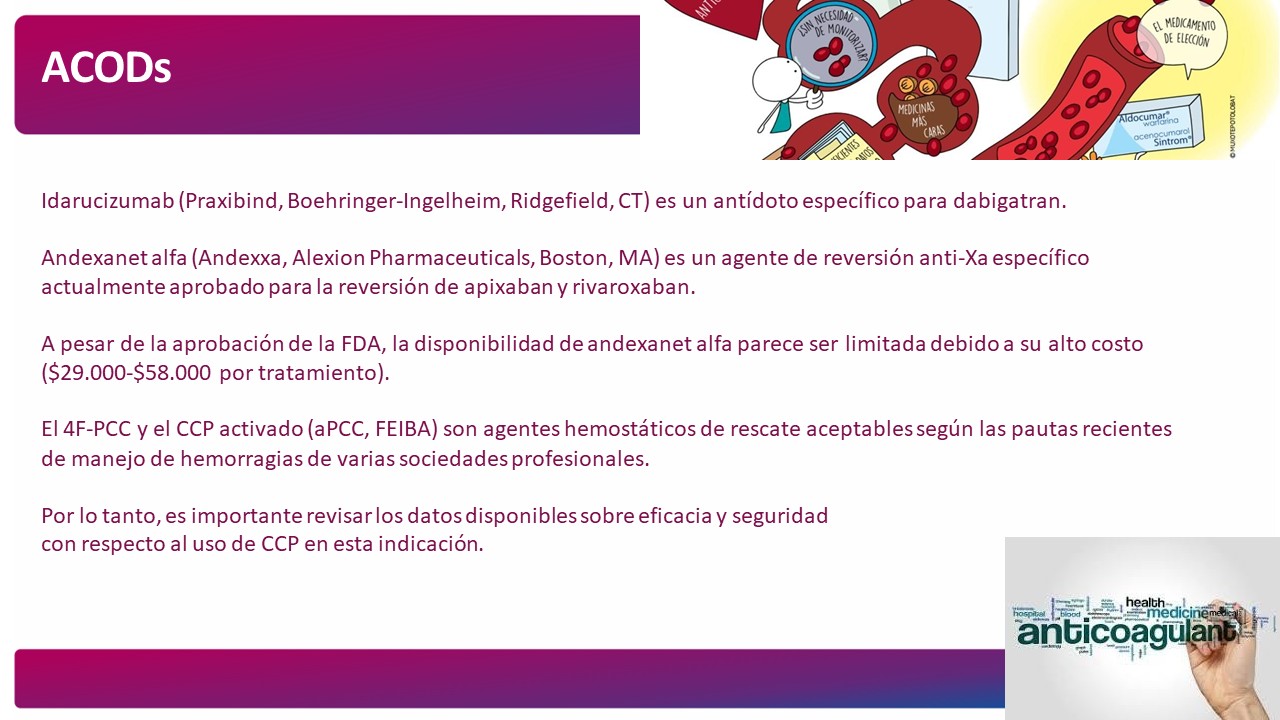 ACODs
ANTIC
¿SIN NECESIDAD
DE MONITORIZAR?
MEDICINAS
MÁS
CARAS
EL MEDICAMENTO
DE ELECCIÓN
Aldocumar®
warfarina
acenocumarol
Sintrom®
Idarucizumab (Praxibind, Boehringer-Ingelheim, Ridgefield, CT) es un antídoto específico para dabigatran.
Andexanet alfa (Andexxa, Alexion Pharmaceuticals, Boston, MA) es un agente de reversión anti-Xa específico
actualmente aprobado para la reversión de apixaban y rivaroxaban.
A pesar de la aprobación de la FDA, la disponibilidad de andexanet alfa parece ser limitada debido a su alto costo
($29.000-$58.000 por tratamiento).
El 4F-PCC y el CCP activado (aPCC, FEIBA) son agentes hemostáticos de rescate aceptables según las pautas recientes
de manejo de hemorragias de varias sociedades profesionales.
Por lo tanto, es importante revisar los datos disponibles sobre eficacia y seguridad
con respecto al uso de CCP en esta indicación.
health
hospital blood medicine medical
anticoagulant